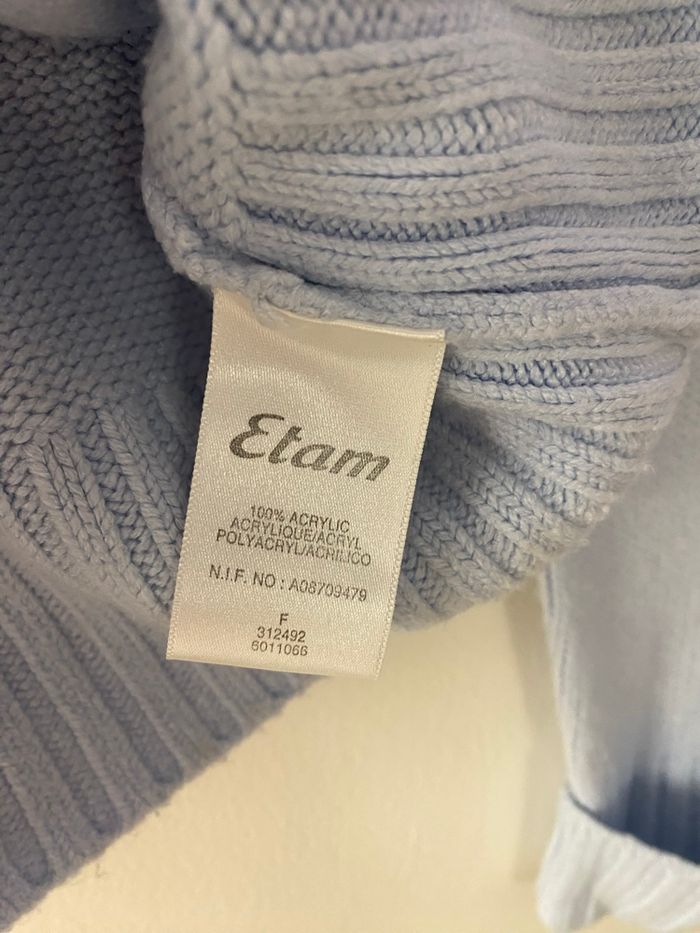 Etam
100% ACRYLIC
ACRYLIQUE/ACRYL
POLYACRYL/ACRILICO
N.I.F. NO : A08709479
F
312492
6011066